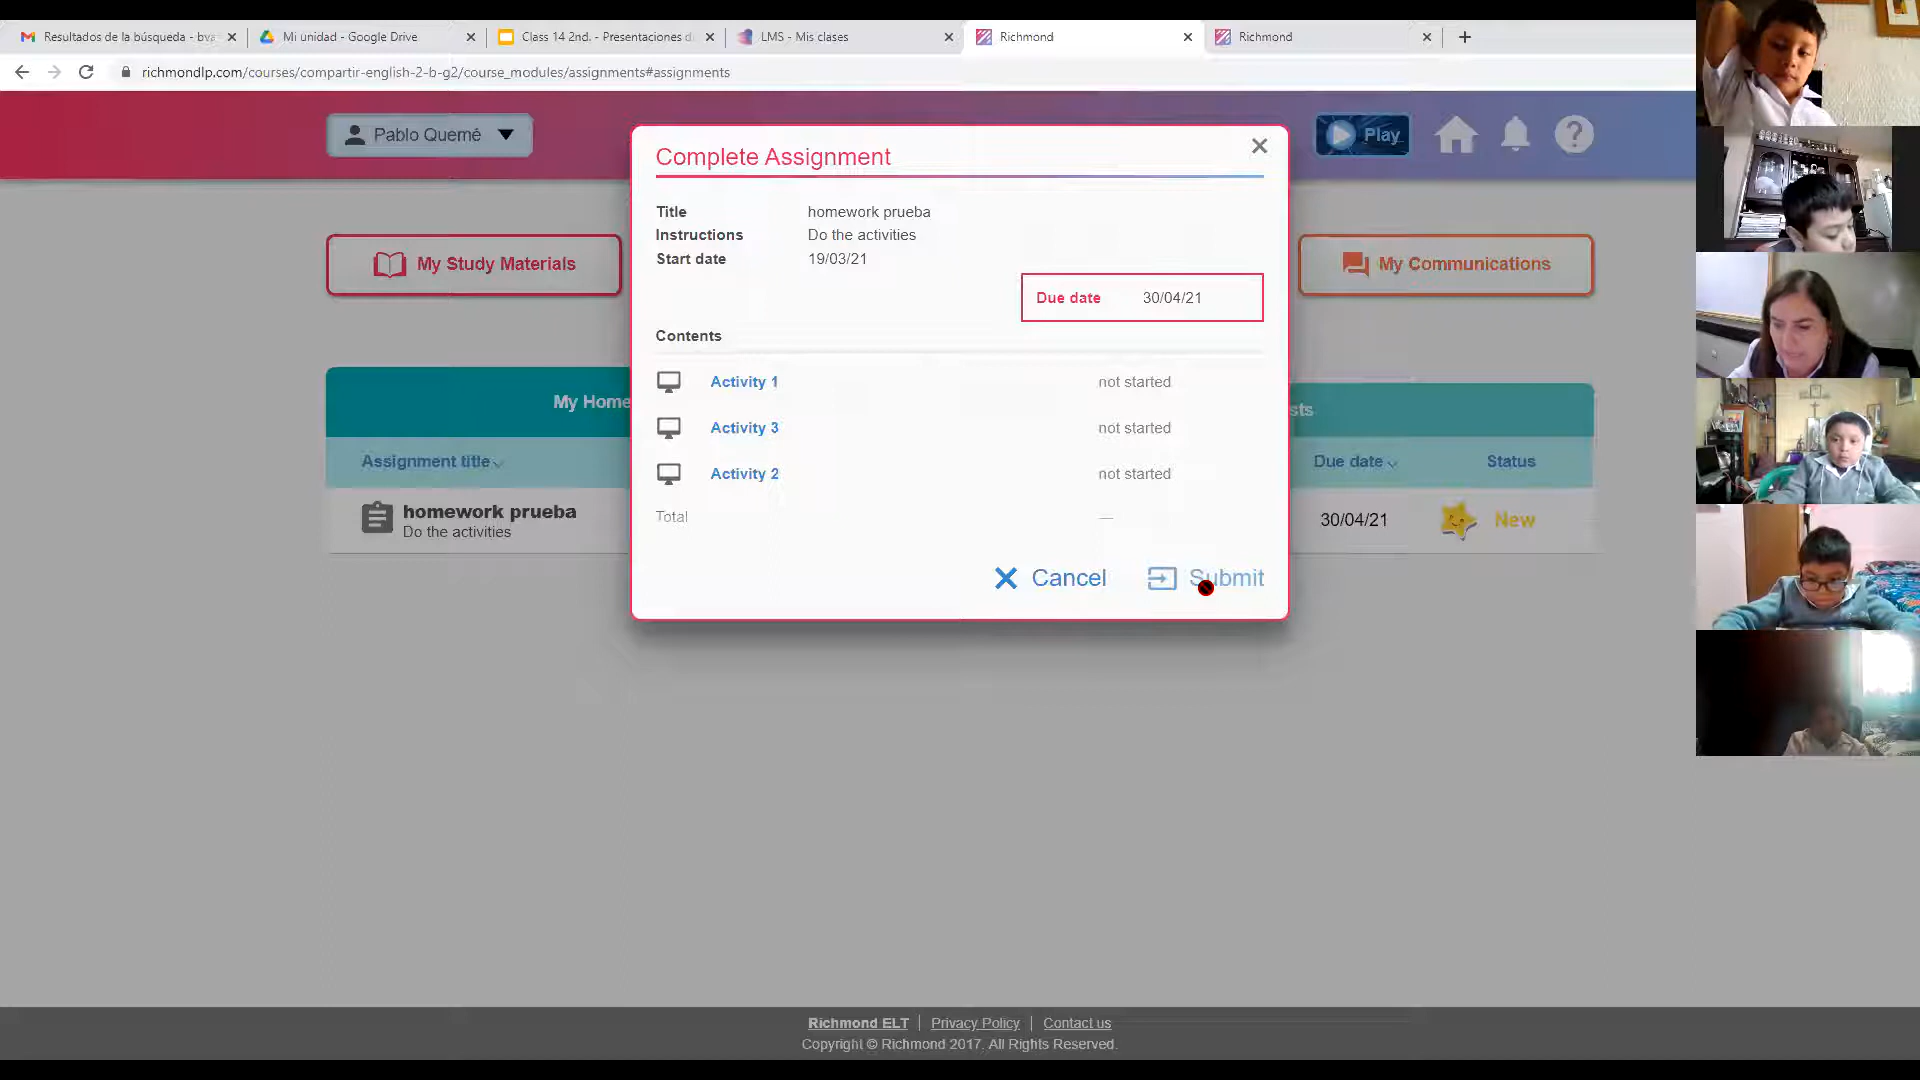 Resultados de la búsqueda - bva
Mi unidad - Google Drive
Class 14 2nd. - Presentaciones d
LMS - Mis clases
Richmond
Richmond
richmondlp.com/courses/compartir-english-2-b-g2/course_modules/assignments#assignments
Pablo Quemé
Play
Complete Assignment
Title homework prueba
Instructions Do the activities
Start date 19/03/21
Due date 30/04/21
Contents
Activity 1 not started
Activity 3 not started
Activity 2 not started
Total —
Cancel Submit
My Study Materials
My Communications
My Home
sts
Assignment title
Due date Status
homework prueba
Do the activities
30/04/21 New
Richmond ELT | Privacy Policy | Contact us
Copyright © Richmond 2017. All Rights Reserved.